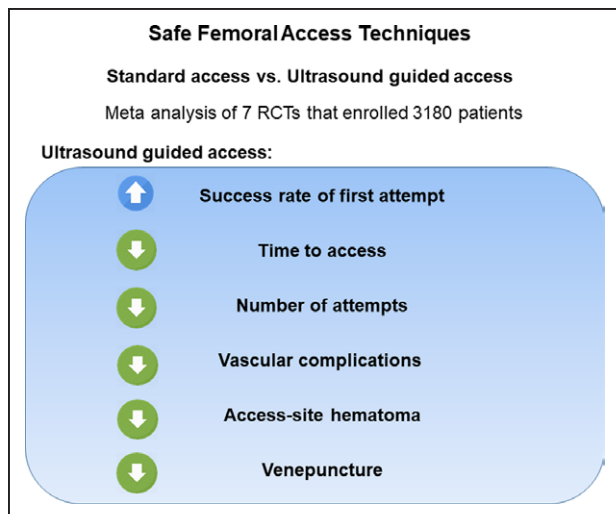 Safe Femoral Access Techniques
Standard access vs. Ultrasound guided access
Meta analysis of 7 RCTs that enrolled 3180 patients
Ultrasound guided access:
Success rate of first attempt
Time to access
Number of attempts
Vascular complications
Access-site hematoma
Venepuncture